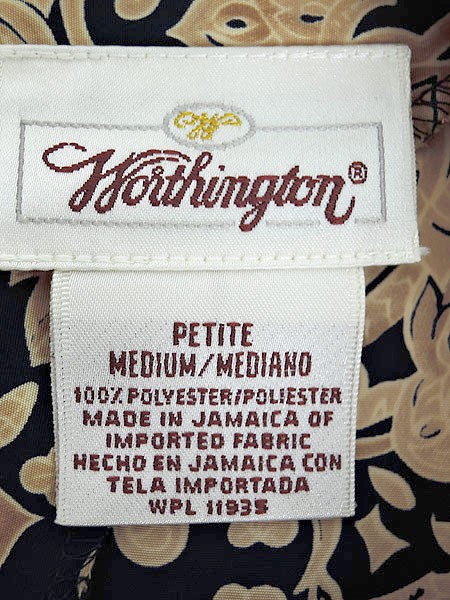 W
Worthington®
PETITE
MEDIUM/MEDIANO
100% POLYESTER/POLIESTER
MADE IN JAMAICA OF
IMPORTED FABRIC
HECHO EN JAMAICA CON
TELA IMPORTADA
WPL 11935